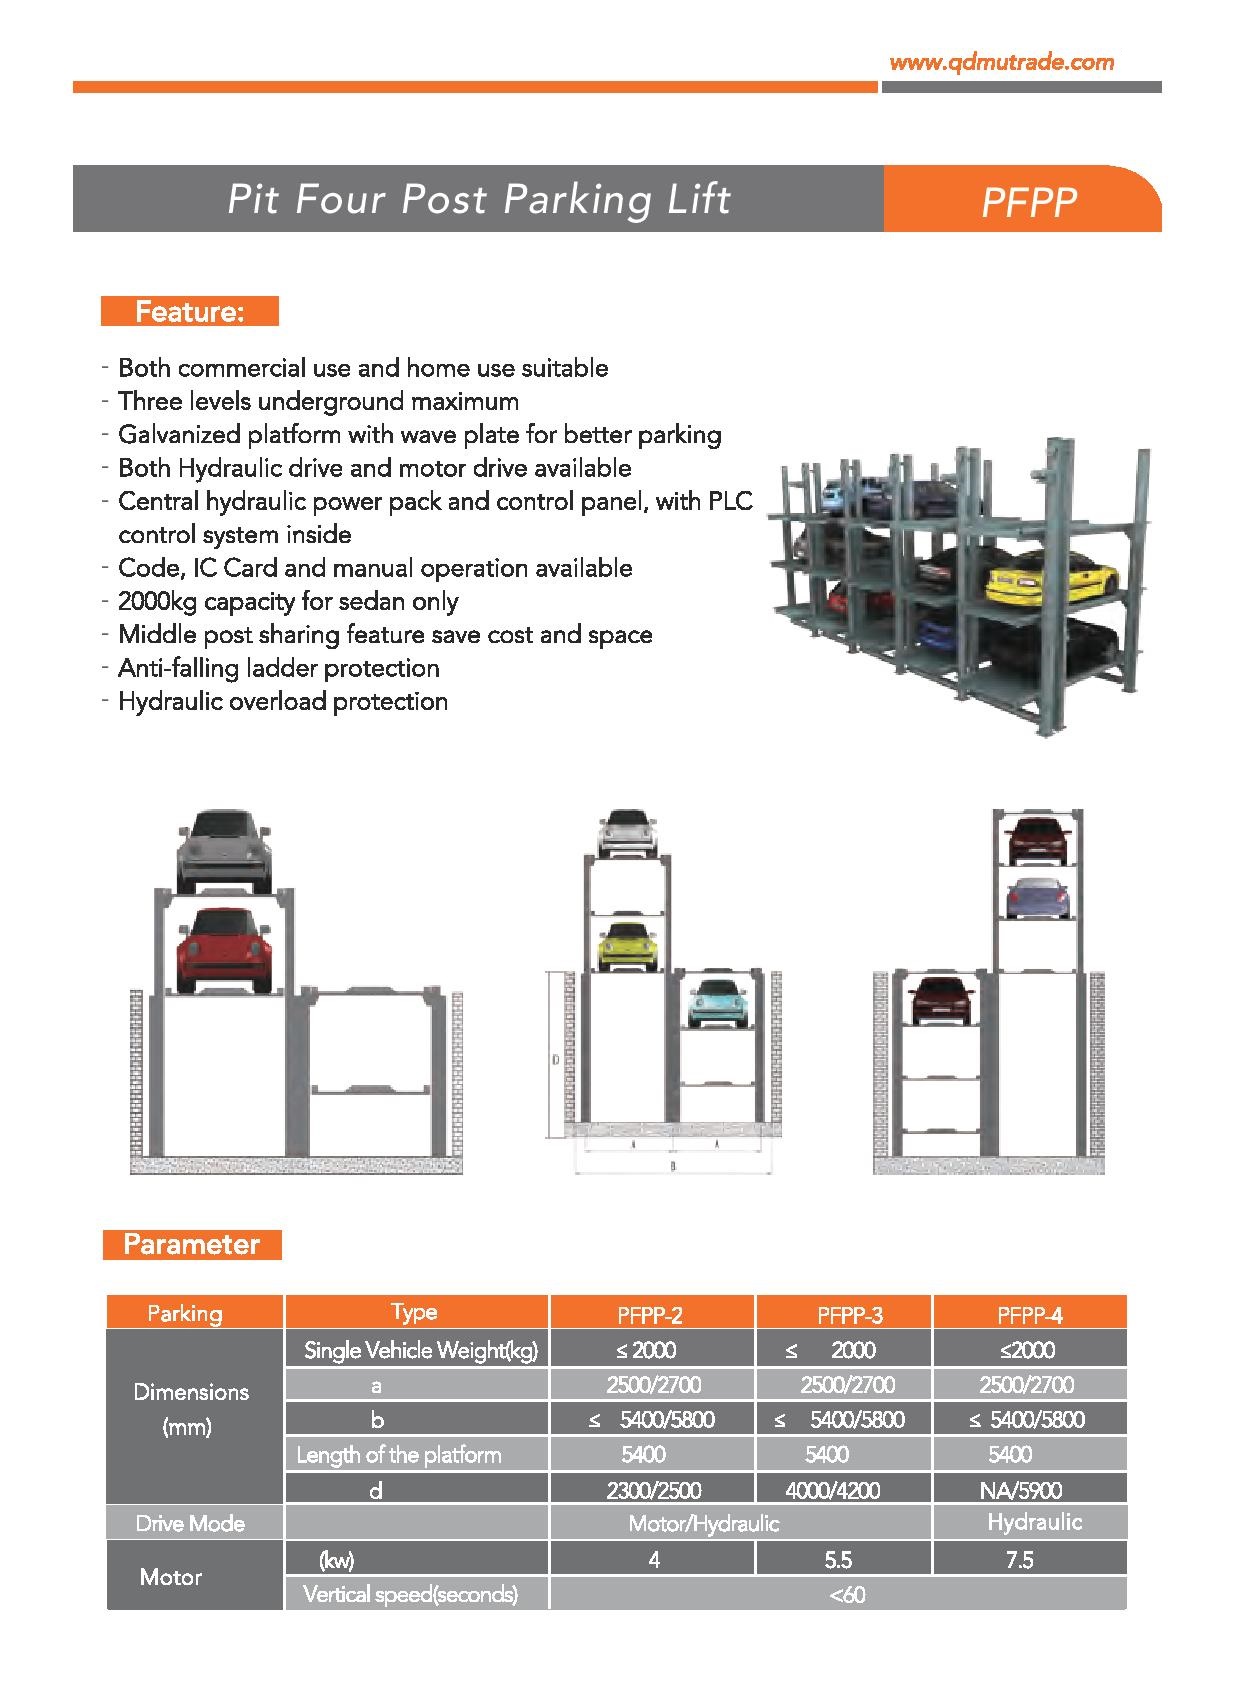 www.qdmutrade.com
Pit Four Post Parking Lift PFPP
Feature:
- Both commercial use and home use suitable
- Three levels underground maximum
- Galvanized platform with wave plate for better parking
- Both Hydraulic drive and motor drive available
- Central hydraulic power pack and control panel, with PLC
control system inside
- Code, IC Card and manual operation available
- 2000kg capacity for sedan only
- Middle post sharing feature save cost and space
- Anti-falling ladder protection
- Hydraulic overload protection
D
A A
B
Parameter
Parking Type PFPP-2 PFPP-3 PFPP-4
Single Vehicle Weight(kg) ≤ 2000 ≤ 2000 ≤2000
Dimensions
(mm)
a 2500/2700 2500/2700 2500/2700
b ≤ 5400/5800 ≤ 5400/5800 ≤ 5400/5800
Length of the platform 5400 5400 5400
d 2300/2500 4000/4200 NA/5900
Drive Mode Motor/Hydraulic Hydraulic
Motor
(kw) 4 5.5 7.5
Vertical speed(seconds) <60